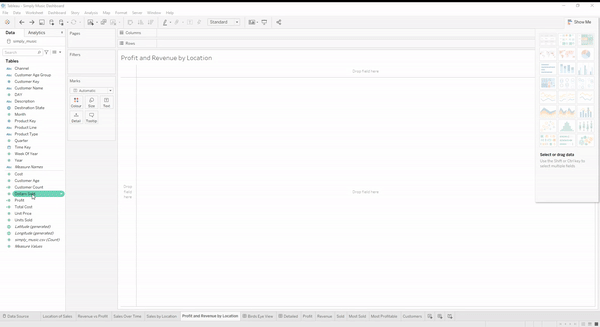 Tableau - Simply Music Dashboard
File Data Worksheet Dashboard Story Analysis Map Format Server Window Help
Standard
Show Me
Data Analytics
simply_music
Search
Tables
Channel
Customer Age Group
Customer Key
Customer Name
DAY
Description
Destination State
Month
Product Key
Product Line
Product Type
Quarter
Time Key
Week Of Year
Year
Measure Names
Cost
Customer Age
Customer Count
Profit
Total Cost
Unit Price
Units Sold
Latitude (generated)
Longitude (generated)
simply_music.csv (Count)
Measure Values
Pages
Filters
Marks
Automatic
Colour Size Text
Detail Tooltip
Columns
Rows
Profit and Revenue by Location
Drop field here
Drop
field
here
Drop field here
Select or drag data
Use the Shift or Ctrl key to
select multiple fields
Data Source Location of Sales Revenue vs Profit Sales Over Time Sales by Location Profit and Revenue by Location Birds Eye View Detailed Profit Revenue Sold Most Sold Most Profitable Customers